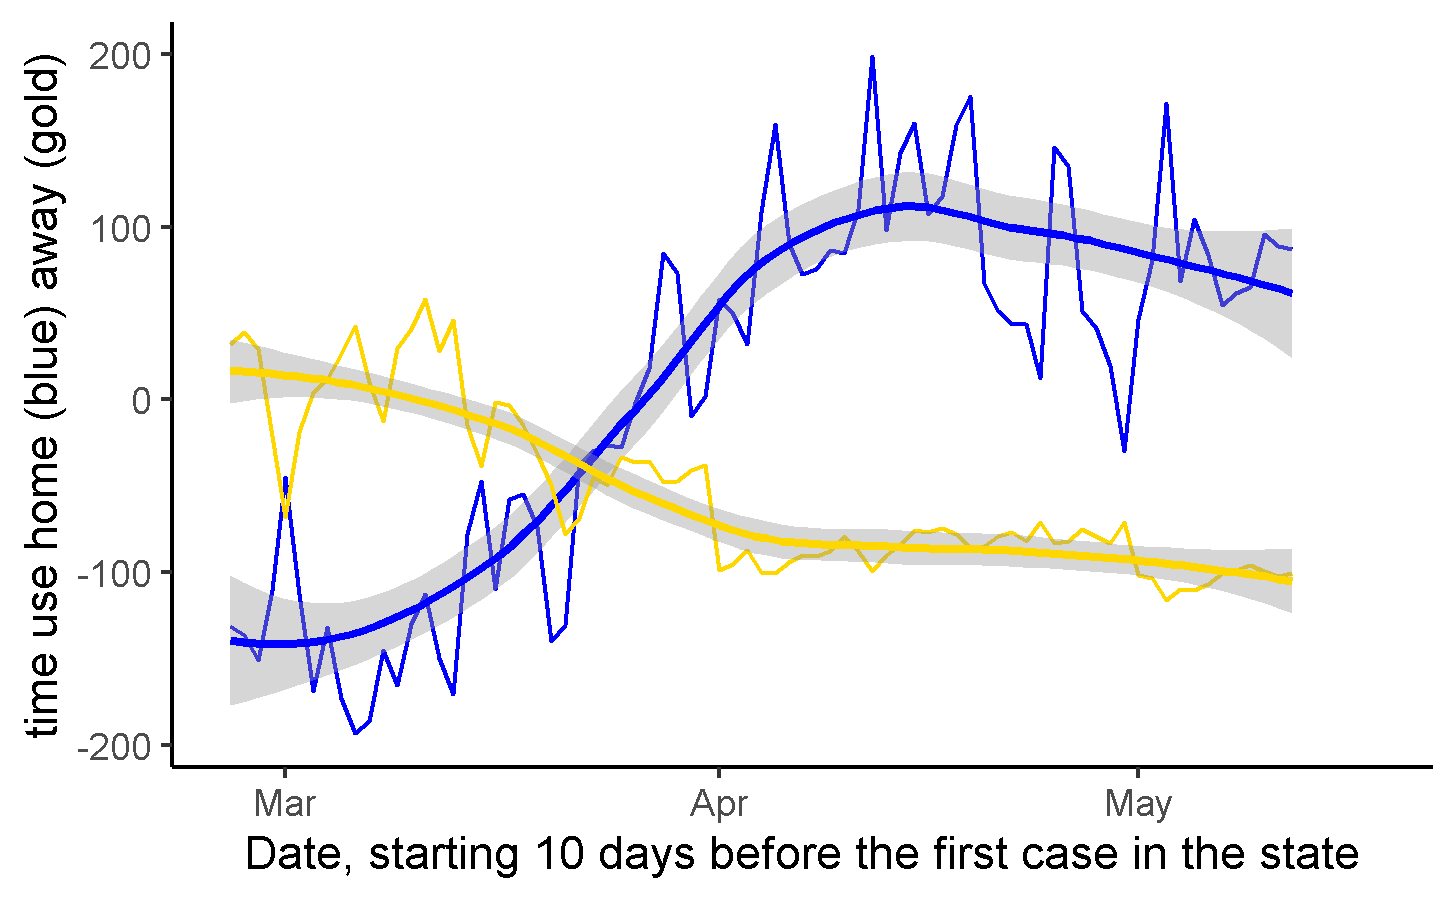 time use home (blue) away (gold)
200
100
0
-100
-200
Mar
Apr
May
Date, starting 10 days before the first case in the state